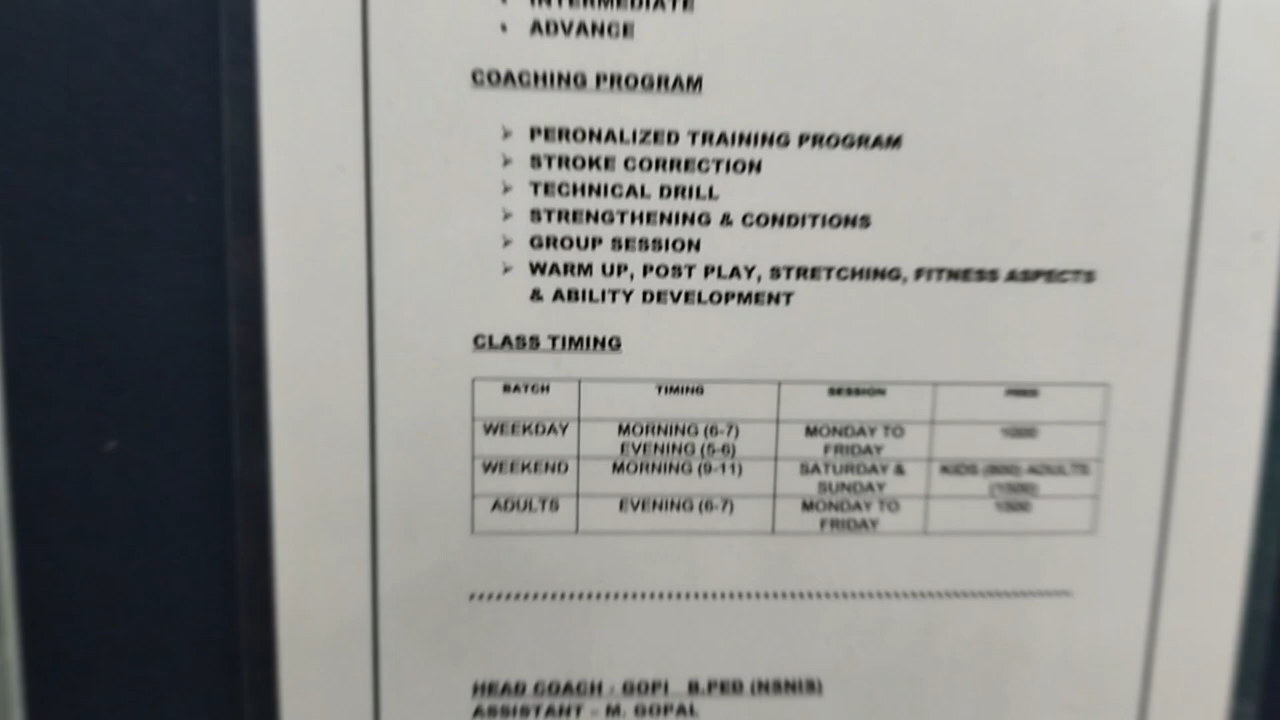 INTERMEDIATE
• ADVANCE
COACHING PROGRAM
➢ PERONALIZED TRAINING PROGRAM
➢ STROKE CORRECTION
➢ TECHNICAL DRILL
➢ STRENGTHENING & CONDITIONS
➢ GROUP SESSION
➢ WARM UP, POST PLAY, STRETCHING, FITNESS ASPECTS
& ABILITY DEVELOPMENT
CLASS TIMING
BATCH TIMING SESSION
WEEKDAY MORNING (6-7) MONDAY TO
EVENING (5-6) FRIDAY
WEEKEND MORNING (9-11) SATURDAY &
SUNDAY
ADULTS EVENING (6-7) MONDAY TO
FRIDAY
HEAD COACH - GOPI B.PED (NSNIS)
ASSISTANT - M. GOPAL